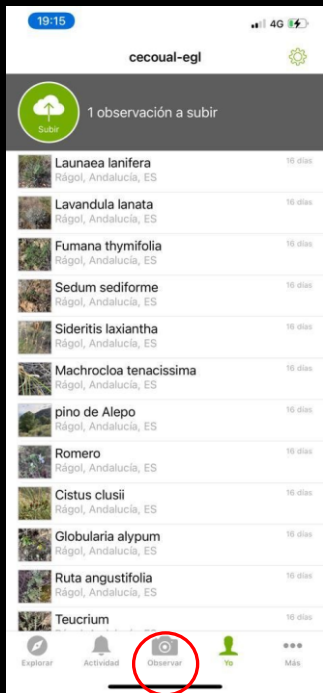 19:15
4G
cecoual-egl
Subir
1 observación a subir
Launaea lanifera
16 días
Rágol, Andalucía, ES
Lavandula lanata
16 días
Rágol, Andalucía, ES
Fumana thymifolia
16 días
Rágol, Andalucía, ES
Sedum sediforme
16 días
Rágol, Andalucía, ES
Sideritis laxiantha
16 días
Rágol, Andalucía, ES
Machrocloa tenacissima
16 días
Rágol, Andalucía, ES
pino de Alepo
16 días
Rágol, Andalucía, ES
Romero
16 días
Rágol, Andalucía, ES
Cistus clusii
16 días
Rágol, Andalucía, ES
Globularia alypum
16 días
Rágol, Andalucía, ES
Ruta angustifolia
16 días
Rágol, Andalucía, ES
Teucrium
16 días
Explorar
Actividad
Observar
Yo
Más